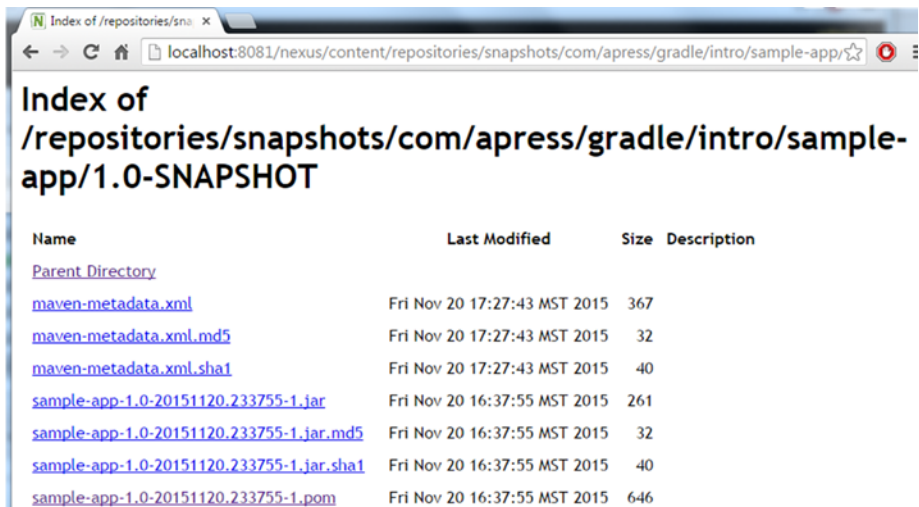 Index of /repositories/sna
localhost:8081/nexus/content/repositories/snapshots/com/apress/gradle/intro/sample-app/
Index of
/repositories/snapshots/com/apress/gradle/intro/sample-
app/1.0-SNAPSHOT
Name Last Modified Size Description
Parent Directory
maven-metadata.xml Fri Nov 20 17:27:43 MST 2015 367
maven-metadata.xml.md5 Fri Nov 20 17:27:43 MST 2015 32
maven-metadata.xml.sha1 Fri Nov 20 17:27:43 MST 2015 40
sample-app-1.0-20151120.233755-1.jar Fri Nov 20 16:37:55 MST 2015 261
sample-app-1.0-20151120.233755-1.jar.md5 Fri Nov 20 16:37:55 MST 2015 32
sample-app-1.0-20151120.233755-1.jar.sha1 Fri Nov 20 16:37:55 MST 2015 40
sample-app-1.0-20151120.233755-1.pom Fri Nov 20 16:37:55 MST 2015 646